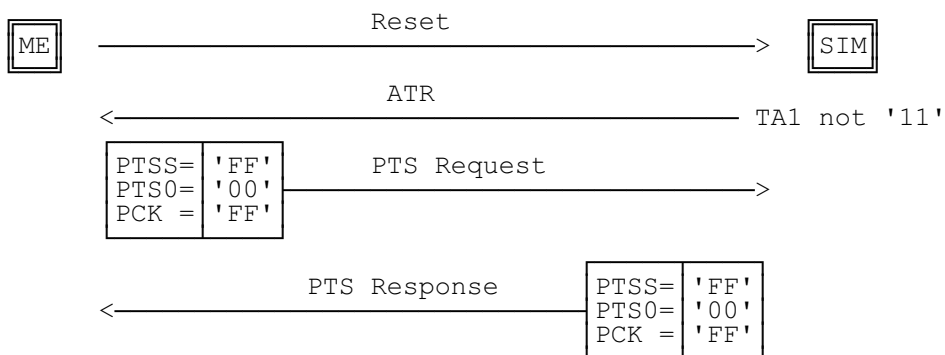 Reset
ME
SIM
ATR
TA1 not '11'
PTSS= 'FF'
PTS0= '00'
PCK = 'FF'
PTS Request
PTS Response
PTSS= 'FF'
PTS0= '00'
PCK = 'FF'